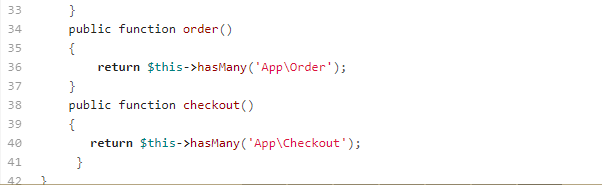 33 }
34 public function order()
35 {
36 return $this->hasMany('App\Order');
37 }
38 public function checkout()
39 {
40 return $this->hasMany('App\Checkout');
41 }
42 }